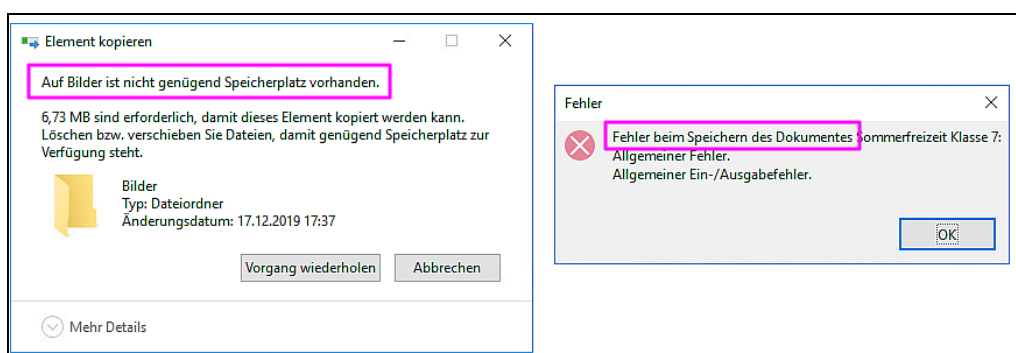 Element kopieren
Auf Bilder ist nicht genügend Speicherplatz vorhanden.
6,73 MB sind erforderlich, damit dieses Element kopiert werden kann.
Löschen bzw. verschieben Sie Dateien, damit genügend Speicherplatz zur
Verfügung steht.
Bilder
Typ: Dateiordner
Änderungsdatum: 17.12.2019 17:37
Vorgang wiederholen
Abbrechen
Mehr Details
Fehler
Fehler beim Speichern des Dokumentes Sommerfreizeit Klasse 7:
Allgemeiner Fehler.
Allgemeiner Ein-/Ausgabefehler.
OK